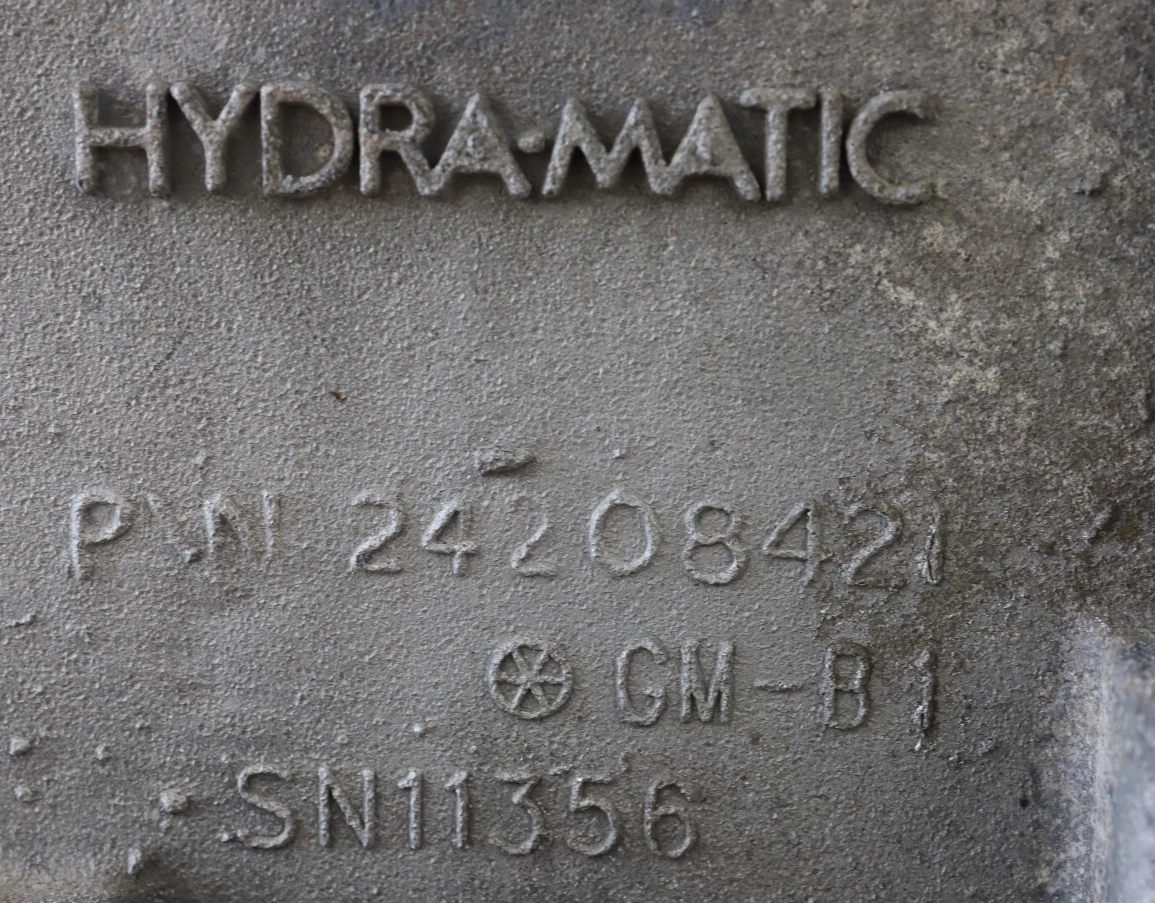 HYDRA-MATIC
P\N 24208421
GM-B1
SN11356